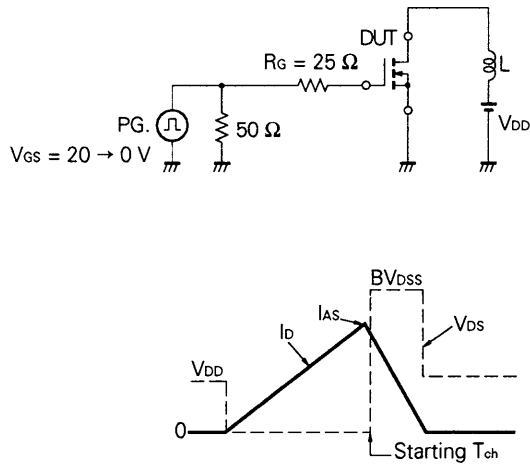 DUT
RG = 25 Ω
L
PG.
50 Ω
VDD
VGS = 20 → 0 V
BVDSS
IAS
ID
VDS
VDD
0
Starting Tch